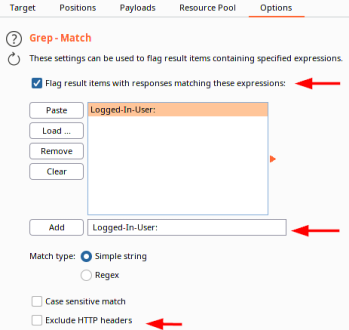 Target Positions Payloads Resource Pool Options
Grep - Match
These settings can be used to flag result items containing specified expressions.
Flag result items with responses matching these expressions:
Paste
Load ...
Remove
Clear
Logged-In-User:
Add Logged-In-User:
Match type: Simple string
Regex
Case sensitive match
Exclude HTTP headers